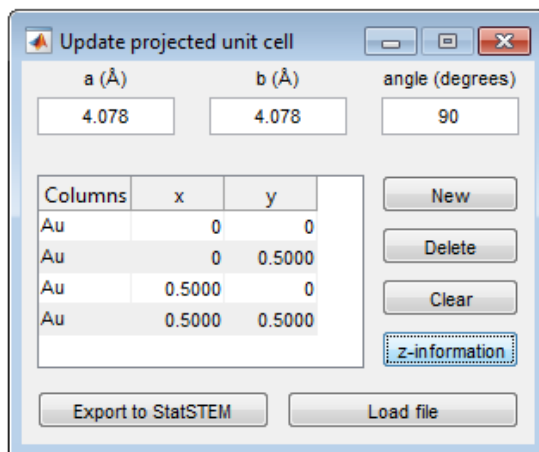 Update projected unit cell
a (Å) b (Å) angle (degrees)
4.078 4.078 90
Columns x y
Au 0 0
Au 0 0.5000
Au 0.5000 0
Au 0.5000 0.5000
New
Delete
Clear
z-information
Export to StatSTEM Load file